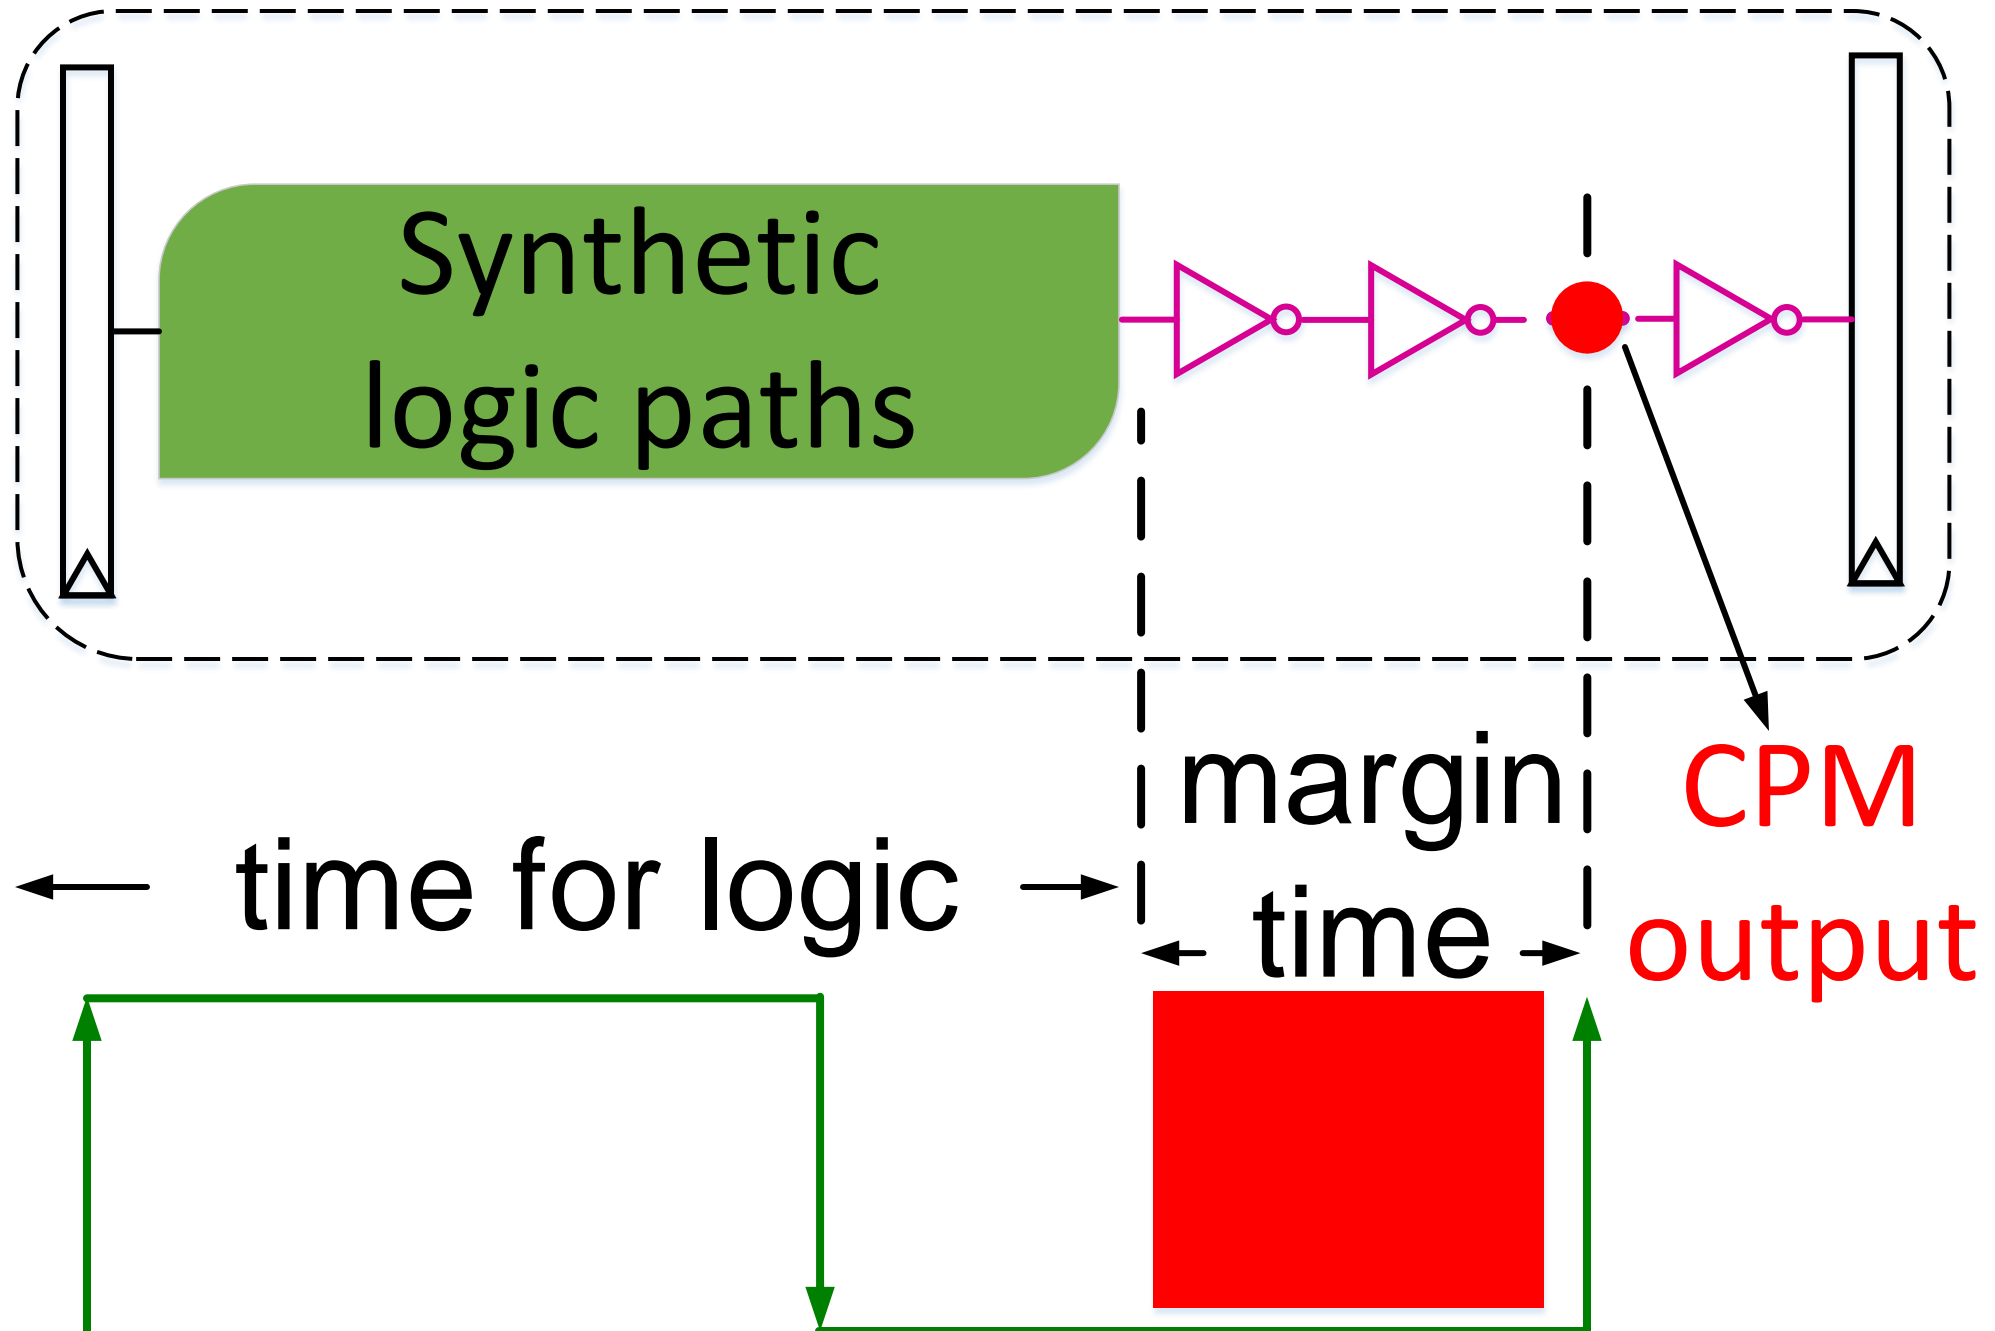 Synthetic
logic paths
time for logic
margin
time
CPM
output